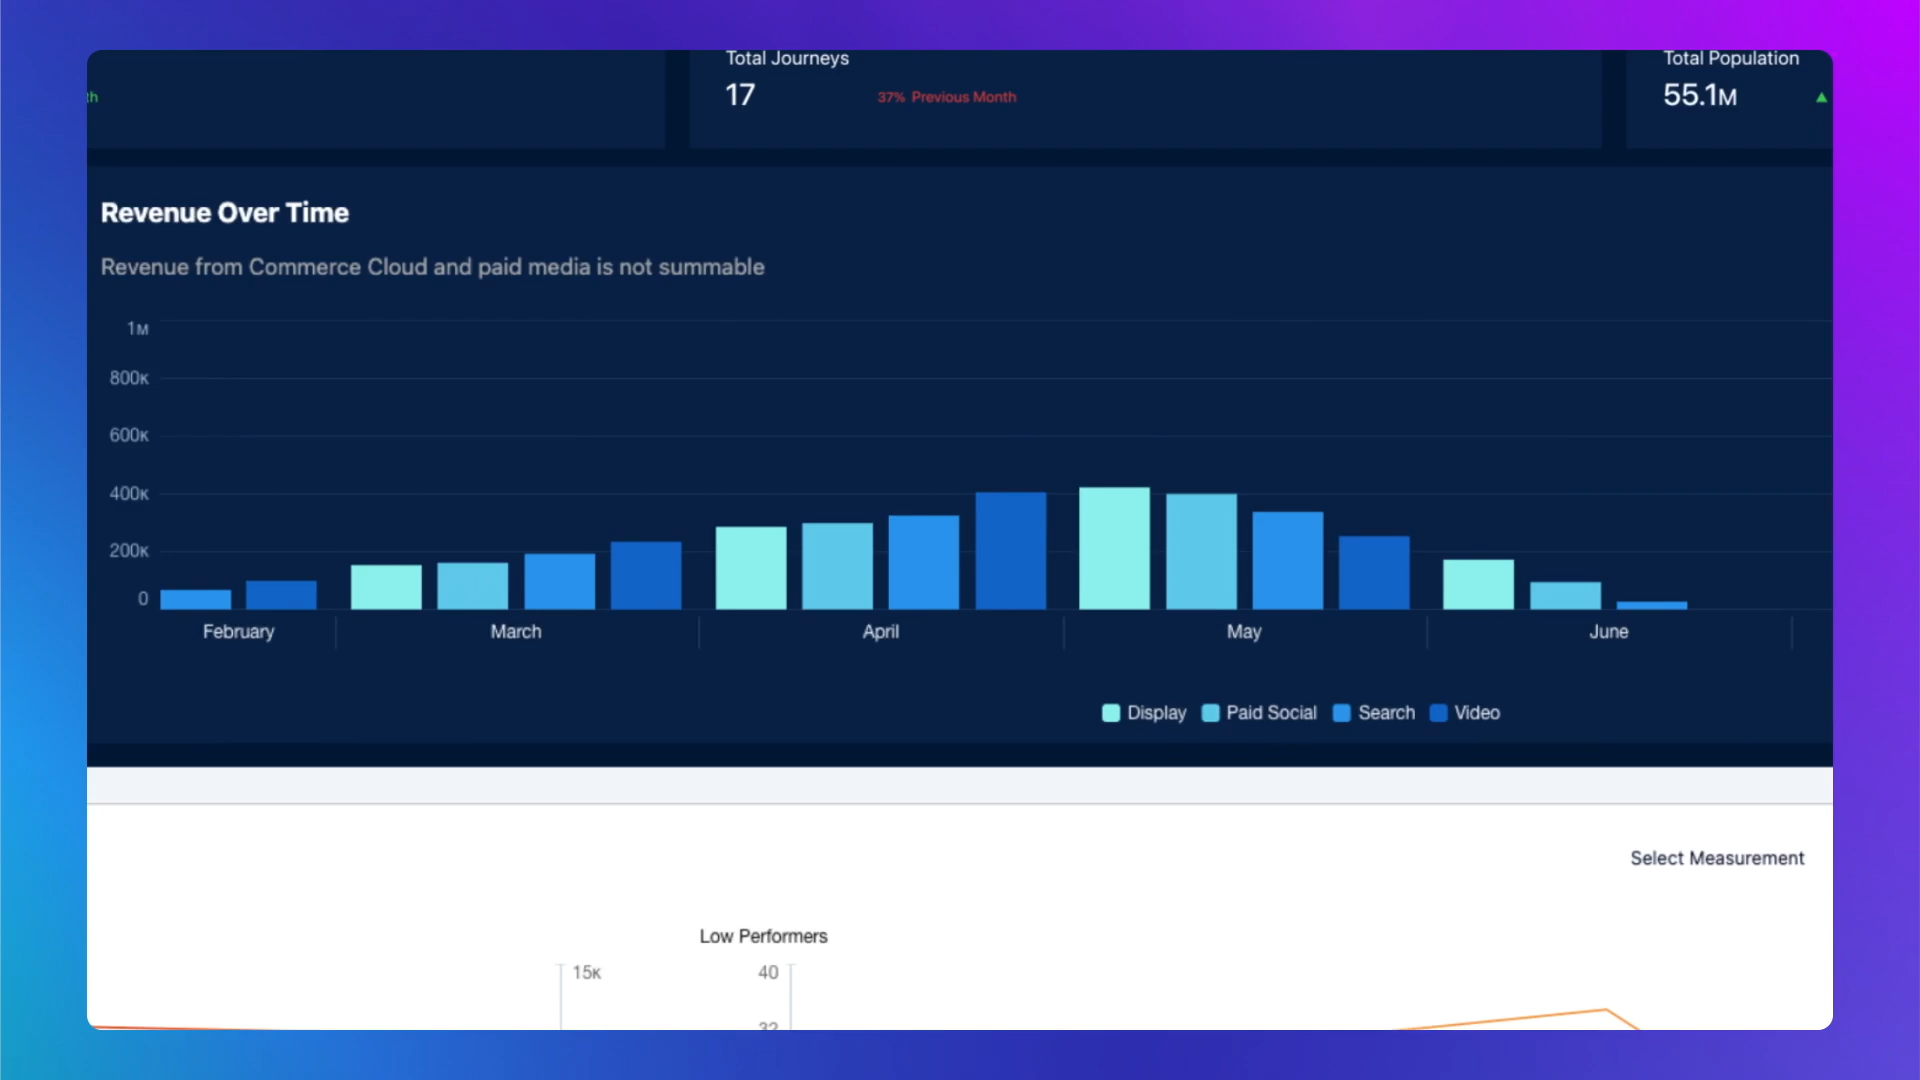 Total Journeys
Total Population
17
37% Previous Month
55.1M
Revenue Over Time
Revenue from Commerce Cloud and paid media is not summable
1M
800K
600K
400K
200K
0
February
March
April
May
June
Display
Paid Social
Search
Video
Select Measurement
Low Performers
15K
40
32